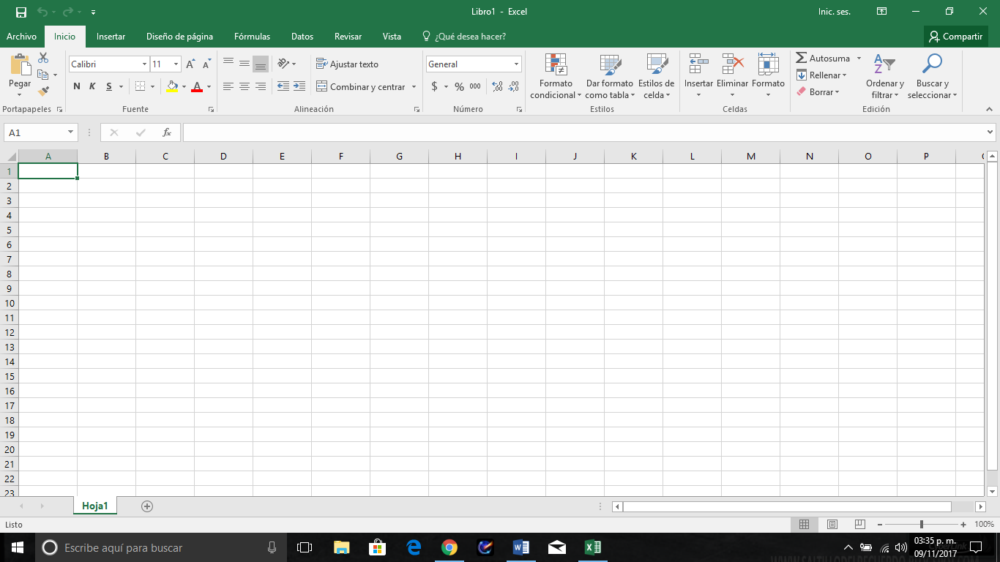 Libro1 - Excel
Inic. ses.
Archivo Inicio Insertar Diseño de página Fórmulas Datos Revisar Vista ¿Qué desea hacer? Compartir
Pegar
Portapapeles
Calibri 11
N K S
Fuente
Ajustar texto
Combinar y centrar
Alineación
General
$ % 000
Número
Formato condicional
Dar formato como tabla
Estilos de celda
Estilos
Insertar Eliminar Formato
Celdas
Autosuma
Rellenar
Borrar
Ordenar y filtrar
Buscar y seleccionar
Edición
A1 fx
A B C D E F G H I J K L M N O P
1
2
3
4
5
6
7
8
9
10
11
12
13
14
15
16
17
18
19
20
21
22
23
Hoja1
Listo
100%
Escribe aquí para buscar
03:35 p. m.
09/11/2017